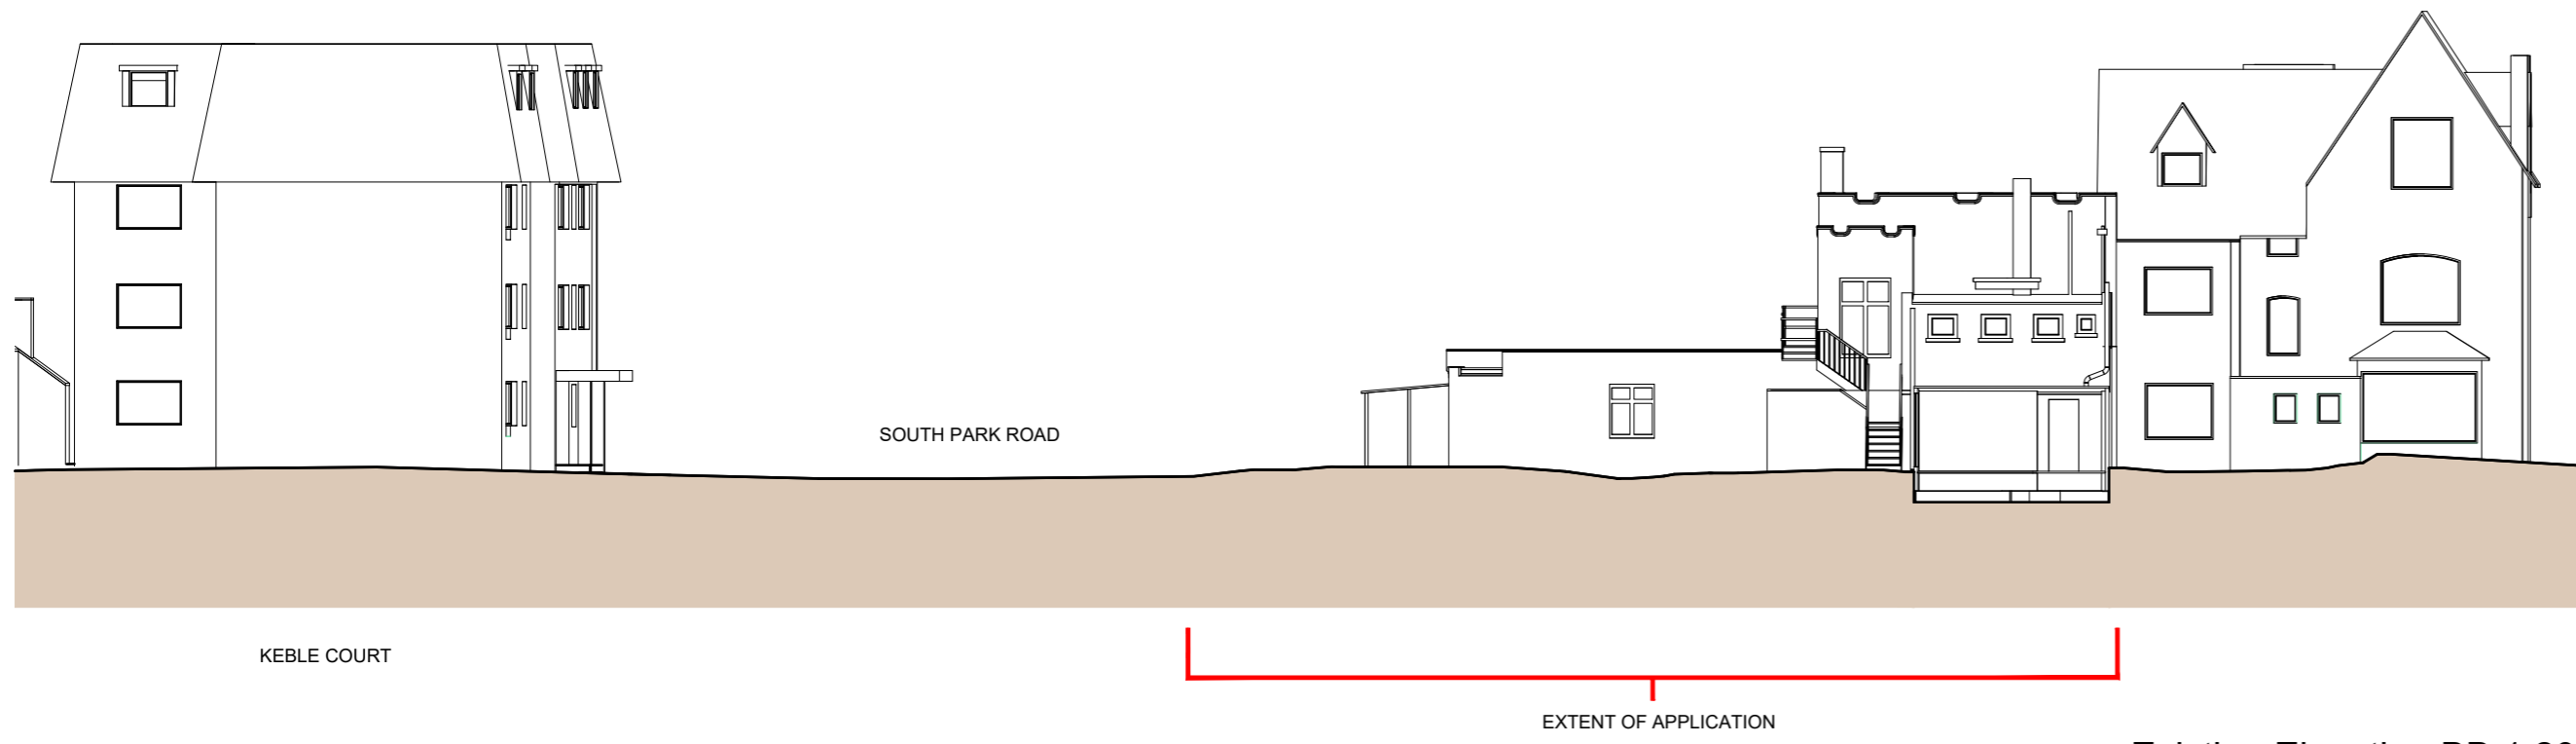 SOUTH PARK ROAD
KEBLE COURT
EXTENT OF APPLICATION